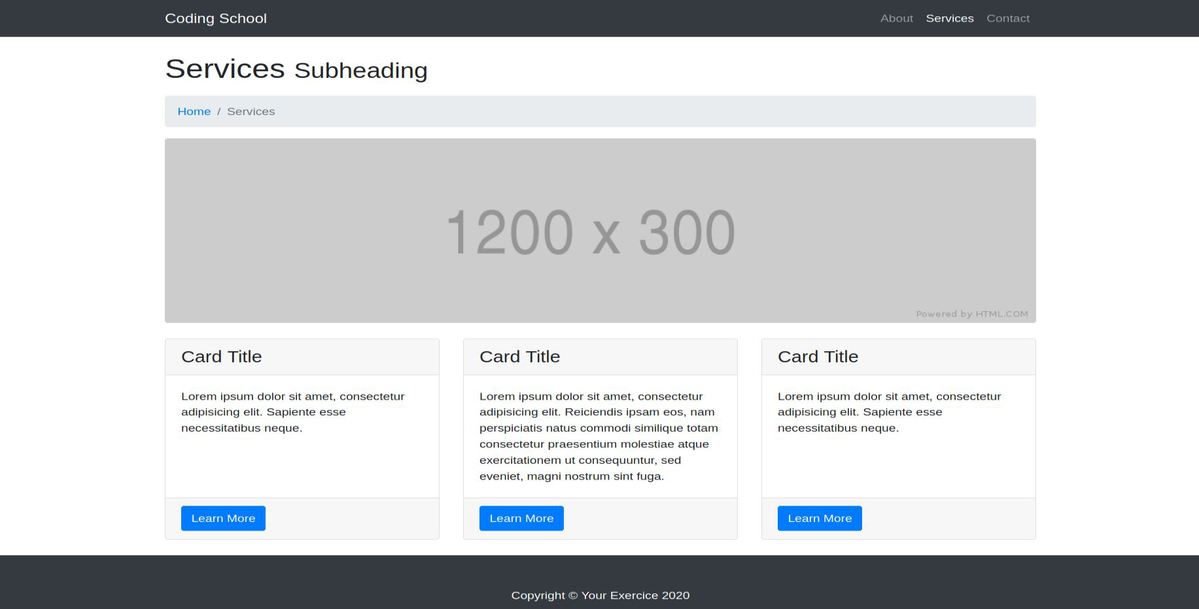 Coding School
About Services Contact
Services Subheading
Home / Services
1200 x 300
Powered by HTML.COM
Card Title
Lorem ipsum dolor sit amet, consectetur
adipisicing elit. Sapiente esse
necessitatibus neque.
Learn More
Card Title
Lorem ipsum dolor sit amet, consectetur
adipisicing elit. Reiciendis ipsam eos, nam
perspiciatis natus commodi similique totam
consectetur praesentium molestiae atque
exercitationem ut consequuntur, sed
eveniet, magni nostrum sint fuga.
Learn More
Card Title
Lorem ipsum dolor sit amet, consectetur
adipisicing elit. Sapiente esse
necessitatibus neque.
Learn More
Copyright © Your Exercice 2020